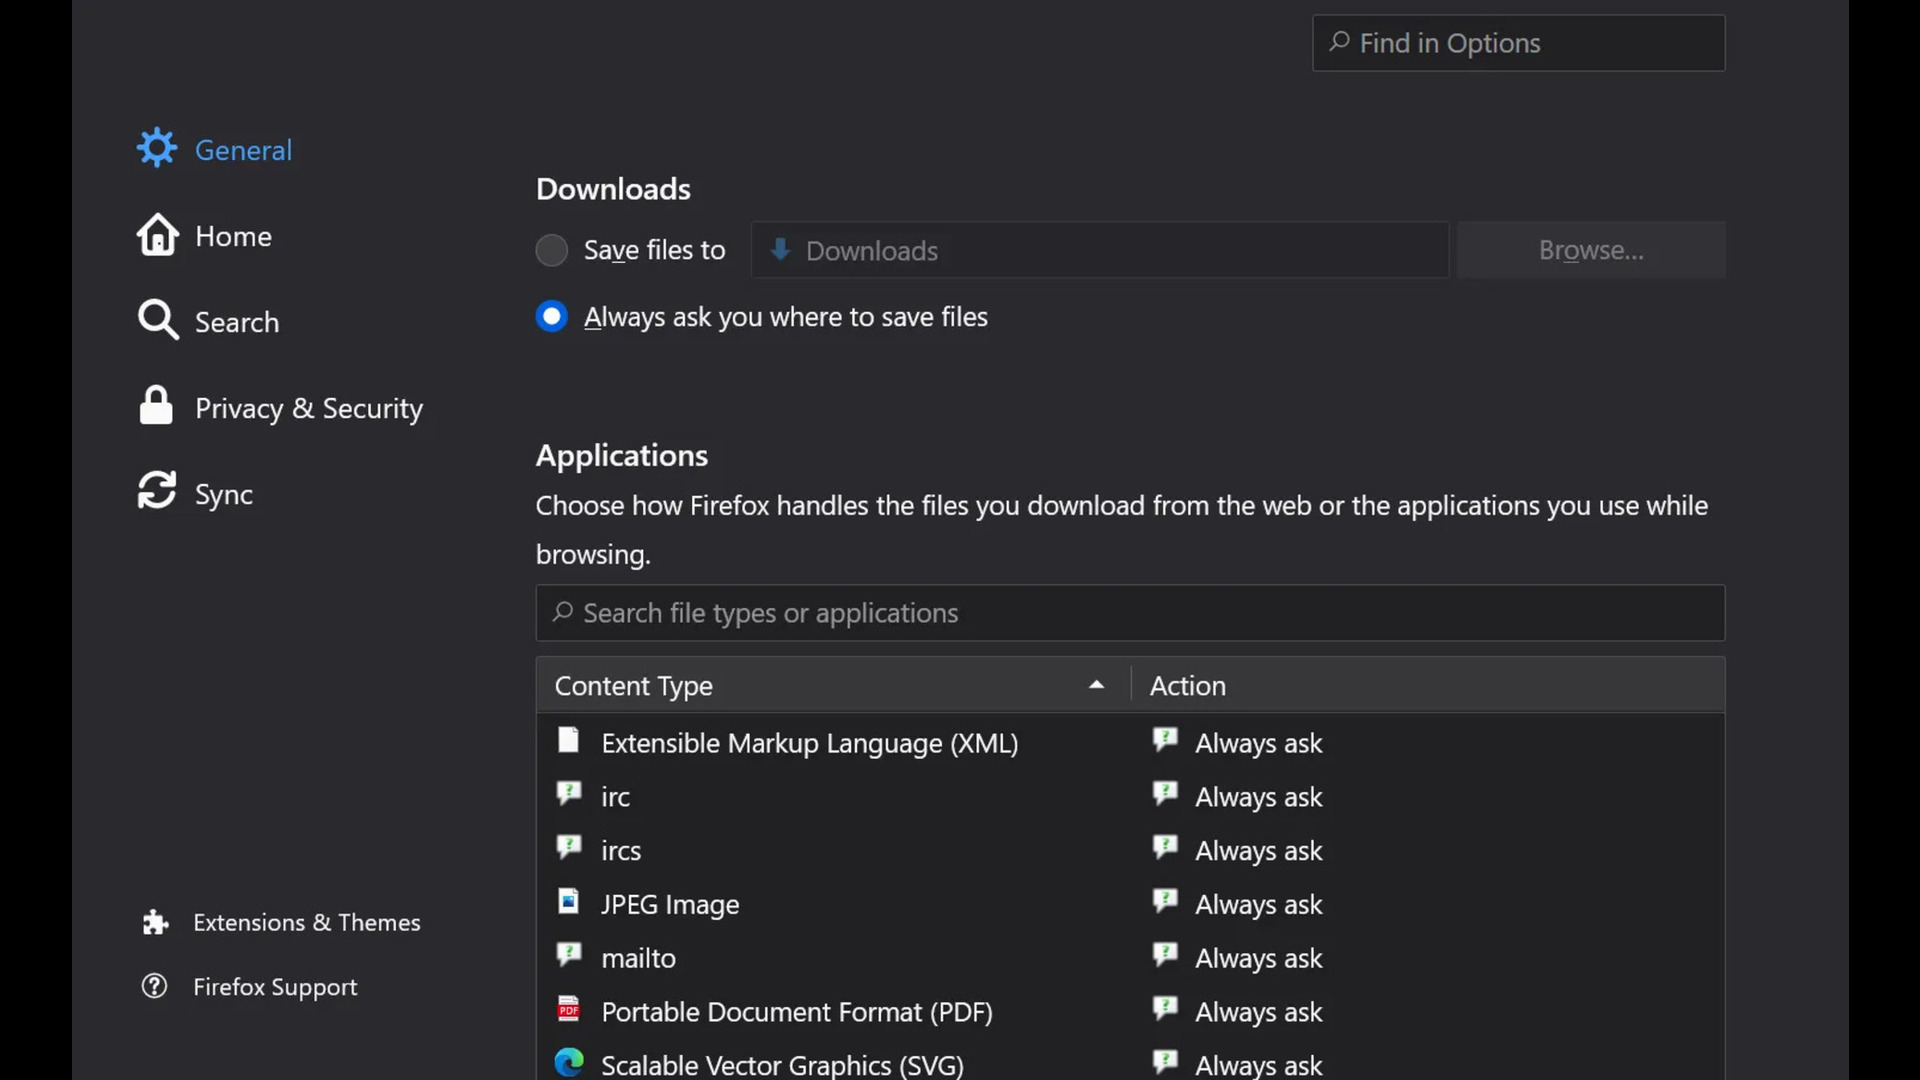 Find in Options
General
Home
Search
Privacy & Security
Sync
Extensions & Themes
Firefox Support
Downloads
Save files to
Downloads
Browse...
Always ask you where to save files
Applications
Choose how Firefox handles the files you download from the web or the applications you use while
browsing.
Search file types or applications
Content Type
Action
Extensible Markup Language (XML)
Always ask
irc
Always ask
ircs
Always ask
JPEG Image
Always ask
mailto
Always ask
PDF
Portable Document Format (PDF)
Always ask
Scalable Vector Graphics (SVG)
Always ask